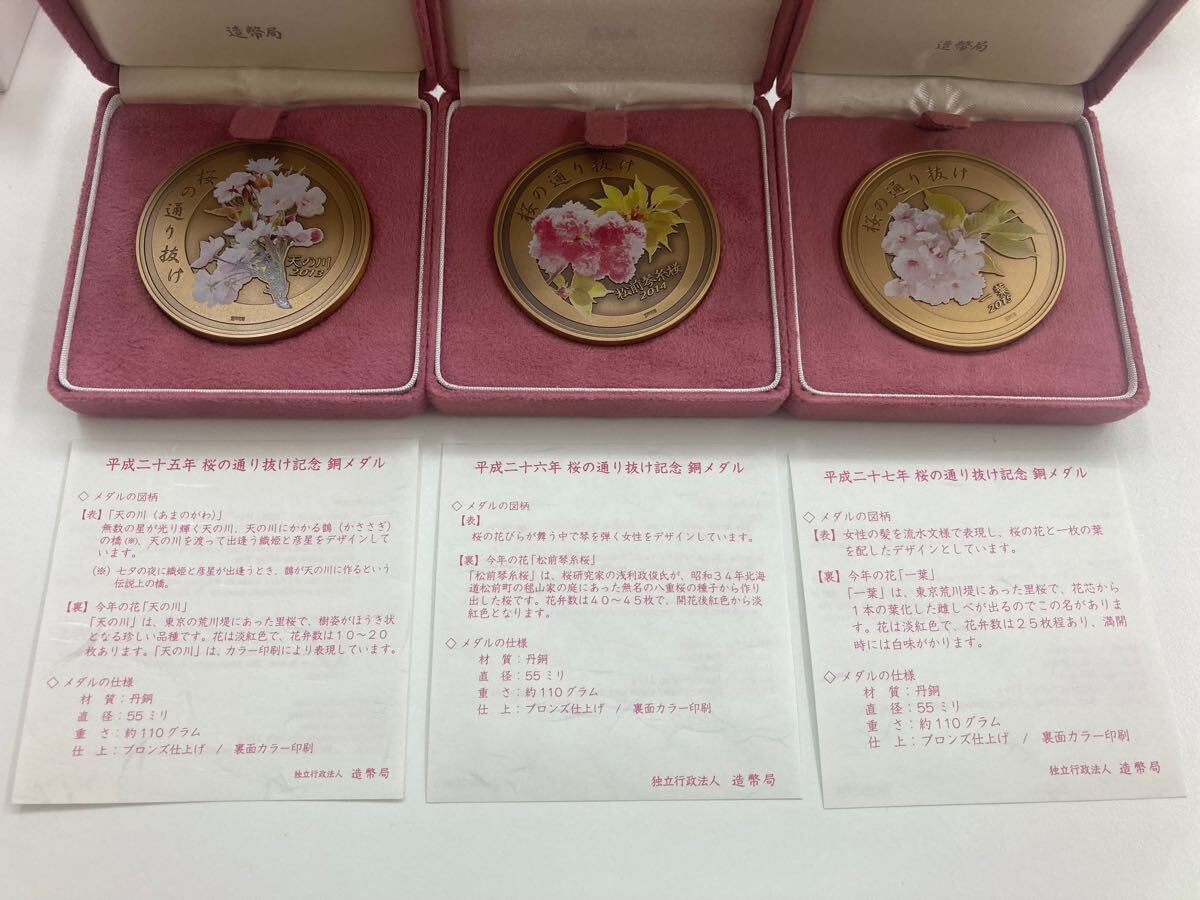 造幣局
造幣局
桜の通り抜け
天の川
2013
桜の通り抜け
松前琴糸桜
2014
桜の通り抜け
一葉
2015
平成二十五年 桜の通り抜け記念 銅メダル
◇ メダルの図柄
【表】「天の川（あまのがわ）」
無数の星が光り輝く天の川、天の川にかかる鵲（かささぎ）
の橋(※)、天の川を渡って出逢う織姫と彦星をデザインして
います。
（※）七夕の夜に織姫と彦星が出逢うとき、鵲が天の川に作るという
伝説上の橋。
【裏】今年の花「天の川」
「天の川」は、東京の荒川堤にあった里桜で、樹姿がほうき状
となる珍しい品種です。花は淡紅色で、花弁数は１０〜２０
枚あります。「天の川」は、カラー印刷により表現しています。
◇ メダルの仕様
材 質：丹銅
直 径：55ミリ
重 さ：約110グラム
仕 上：ブロンズ仕上げ / 裏面カラー印刷
独立行政法人 造幣局
平成二十六年 桜の通り抜け記念 銅メダル
◇ メダルの図柄
【表】
桜の花びらが舞う中で琴を弾く女性をデザインしています。
【裏】今年の花「松前琴糸桜」
「松前琴糸桜」は、桜研究家の浅利政俊氏が、昭和３４年北海
道松前町の毬山家の庭にあった無名の八重桜の種子から作り
出した桜です。花弁数は４０〜４５枚で、開花後紅色から淡
紅色となります。
◇ メダルの仕様
材 質：丹銅
直 径：55ミリ
重 さ：約110グラム
仕 上：ブロンズ仕上げ / 裏面カラー印刷
独立行政法人 造幣局
平成二十七年 桜の通り抜け記念 銅メダル
◇ メダルの図柄
【表】女性の髪を流水文様で表現し、桜の花と一枚の葉
を配したデザインとしています。
【裏】今年の花「一葉」
「一葉」は、東京荒川堤にあった里桜で、花芯から
１本の葉化した雌しべが出るのでこの名がありま
す。花は淡紅色で、花弁数は２５枚程あり、満開
時には白味がかります。
◇ メダルの仕様
材 質：丹銅
直 径：55ミリ
重 さ：約110グラム
仕 上：ブロンズ仕上げ / 裏面カラー印刷
独立行政法人 造幣局